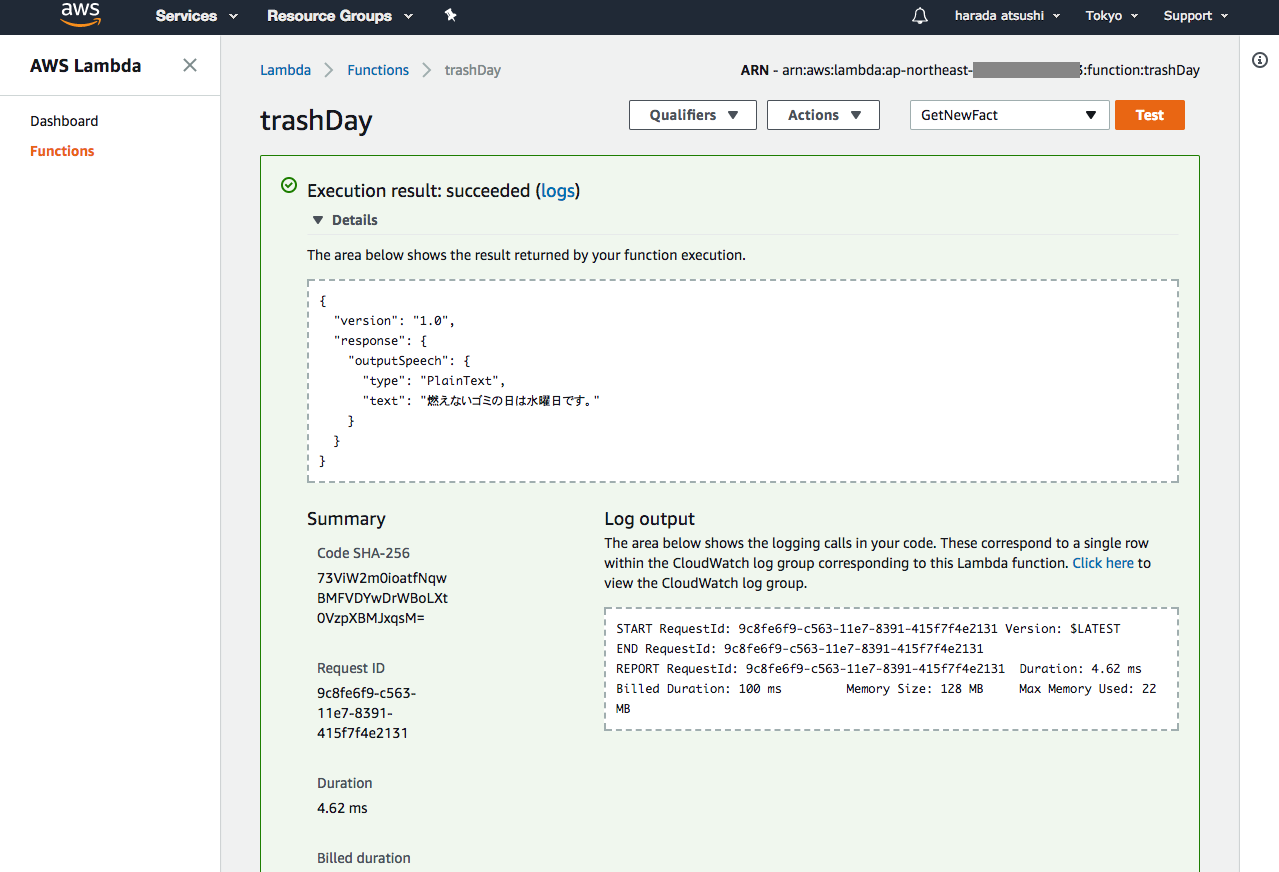 aws Services Resource Groups harada atsushi Tokyo Support
AWS Lambda
Dashboard
Functions
Lambda Functions trashDay
ARN - arn:aws:lambda:ap-northeast- :function:trashDay
trashDay
Qualifiers Actions GetNewFact Test
Execution result: succeeded (logs)
Details
The area below shows the result returned by your function execution.
{
"version": "1.0",
"response": {
"outputSpeech": {
"type": "PlainText",
"text": "燃えないゴミの日は水曜日です。"
}
}
}
Summary
Code SHA-256
73ViW2m0ioatfNqw
BMFVDYwDrWBoLXt
0VzpXBMJxqsM=
Request ID
9c8fe6f9-c563-
11e7-8391-
415f7f4e2131
Duration
4.62 ms
Billed duration
Log output
The area below shows the logging calls in your code. These correspond to a single row
within the CloudWatch log group corresponding to this Lambda function. Click here to
view the CloudWatch log group.
START RequestId: 9c8fe6f9-c563-11e7-8391-415f7f4e2131 Version: $LATEST
END RequestId: 9c8fe6f9-c563-11e7-8391-415f7f4e2131
REPORT RequestId: 9c8fe6f9-c563-11e7-8391-415f7f4e2131 Duration: 4.62 ms
Billed Duration: 100 ms Memory Size: 128 MB Max Memory Used: 22
MB